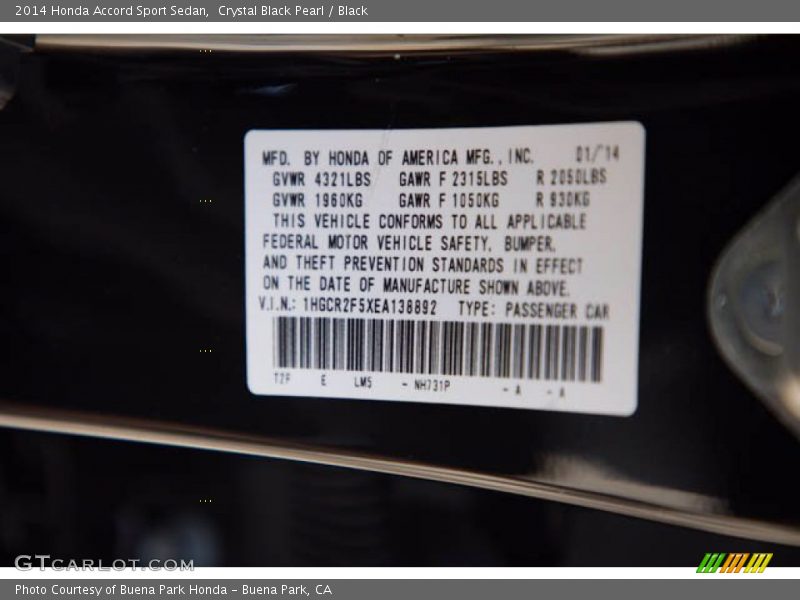 2014 Honda Accord Sport Sedan,  Crystal Black Pearl / Black
MFD. BY HONDA OF AMERICA MFG., INC. 01/'14
GVWR 4321LBS GAWR F 2315LBS R 2050LBS
GVWR 1960KG GAWR F 1050KG R 930KG
THIS VEHICLE CONFORMS TO ALL APPLICABLE
FEDERAL MOTOR VEHICLE SAFETY, BUMPER,
AND THEFT PREVENTION STANDARDS IN EFFECT
ON THE DATE OF MANUFACTURE SHOWN ABOVE.
V.I.N.: 1HGCR2F5XEA138892 TYPE: PASSENGER CAR
T2F E LM5 - NH731P - A - A
GTCARLOT.COM
Photo Courtesy of Buena Park Honda - Buena Park, CA